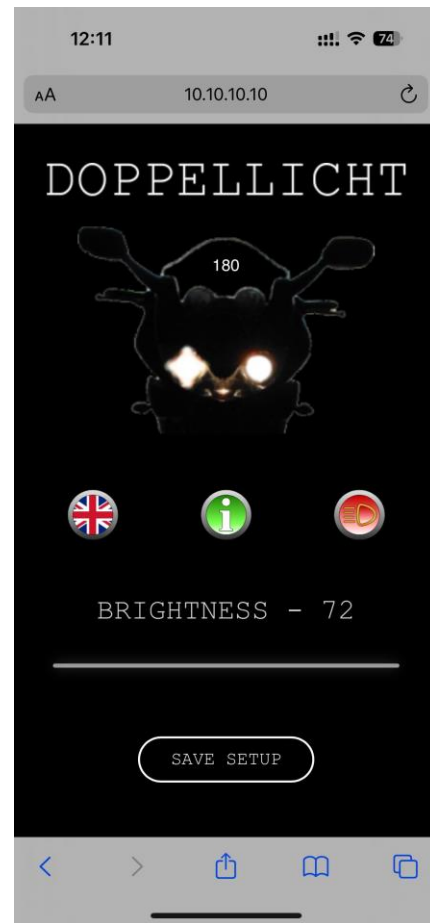 12:11
74
AA
10.10.10.10
DOPPELLICHT
180
i
BRIGHTNESS - 72
SAVE SETUP